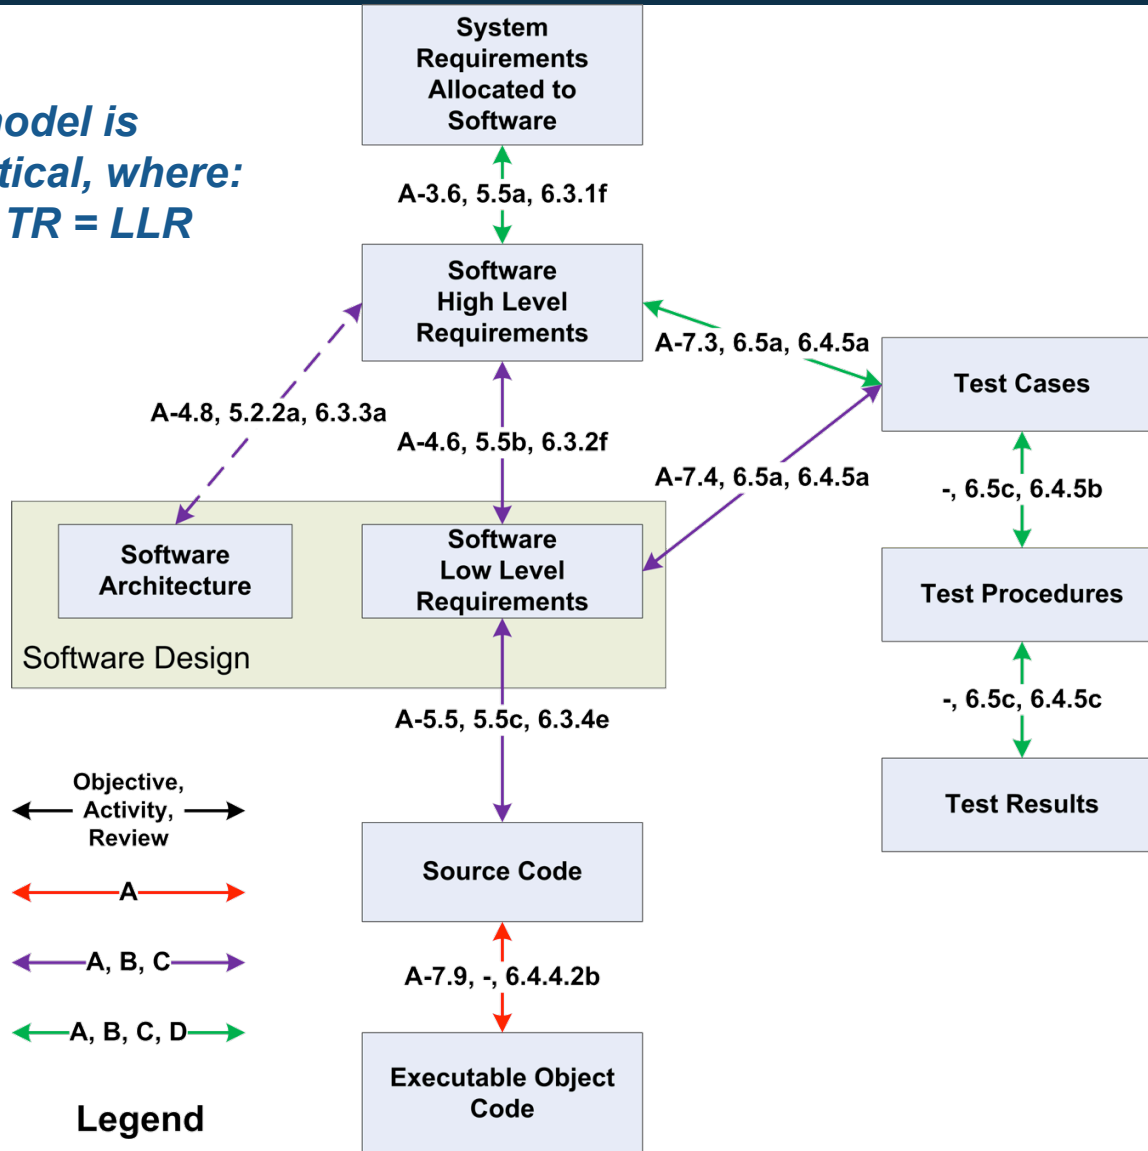 System
Requirements
Allocated to
Software
where:
TR = LLR
is
A-3.6, 5.5a, 6.3.1f
Software
High Level
Requirements
A-7.3, 6.5a, 6.4.5a
Test Cases
A-4.8, 5.2.2a, 6.3.3a
A-4.6, 5.5b, 6.3.2f
A-7.4, 6.5a, 6.4.5a
-, 6.5c, 6.4.5b
Software
Architecture
Software
Low Level
Requirements
Software Design
Test Procedures
-, 6.5c, 6.4.5c
A-5.5, 5.5c, 6.3.4e
Test Results
Objective,
Activity,
Review
A
A, B, C
A, B, C, D
Legend
Source Code
A-7.9, -, 6.4.4.2b
Executable Object
Code